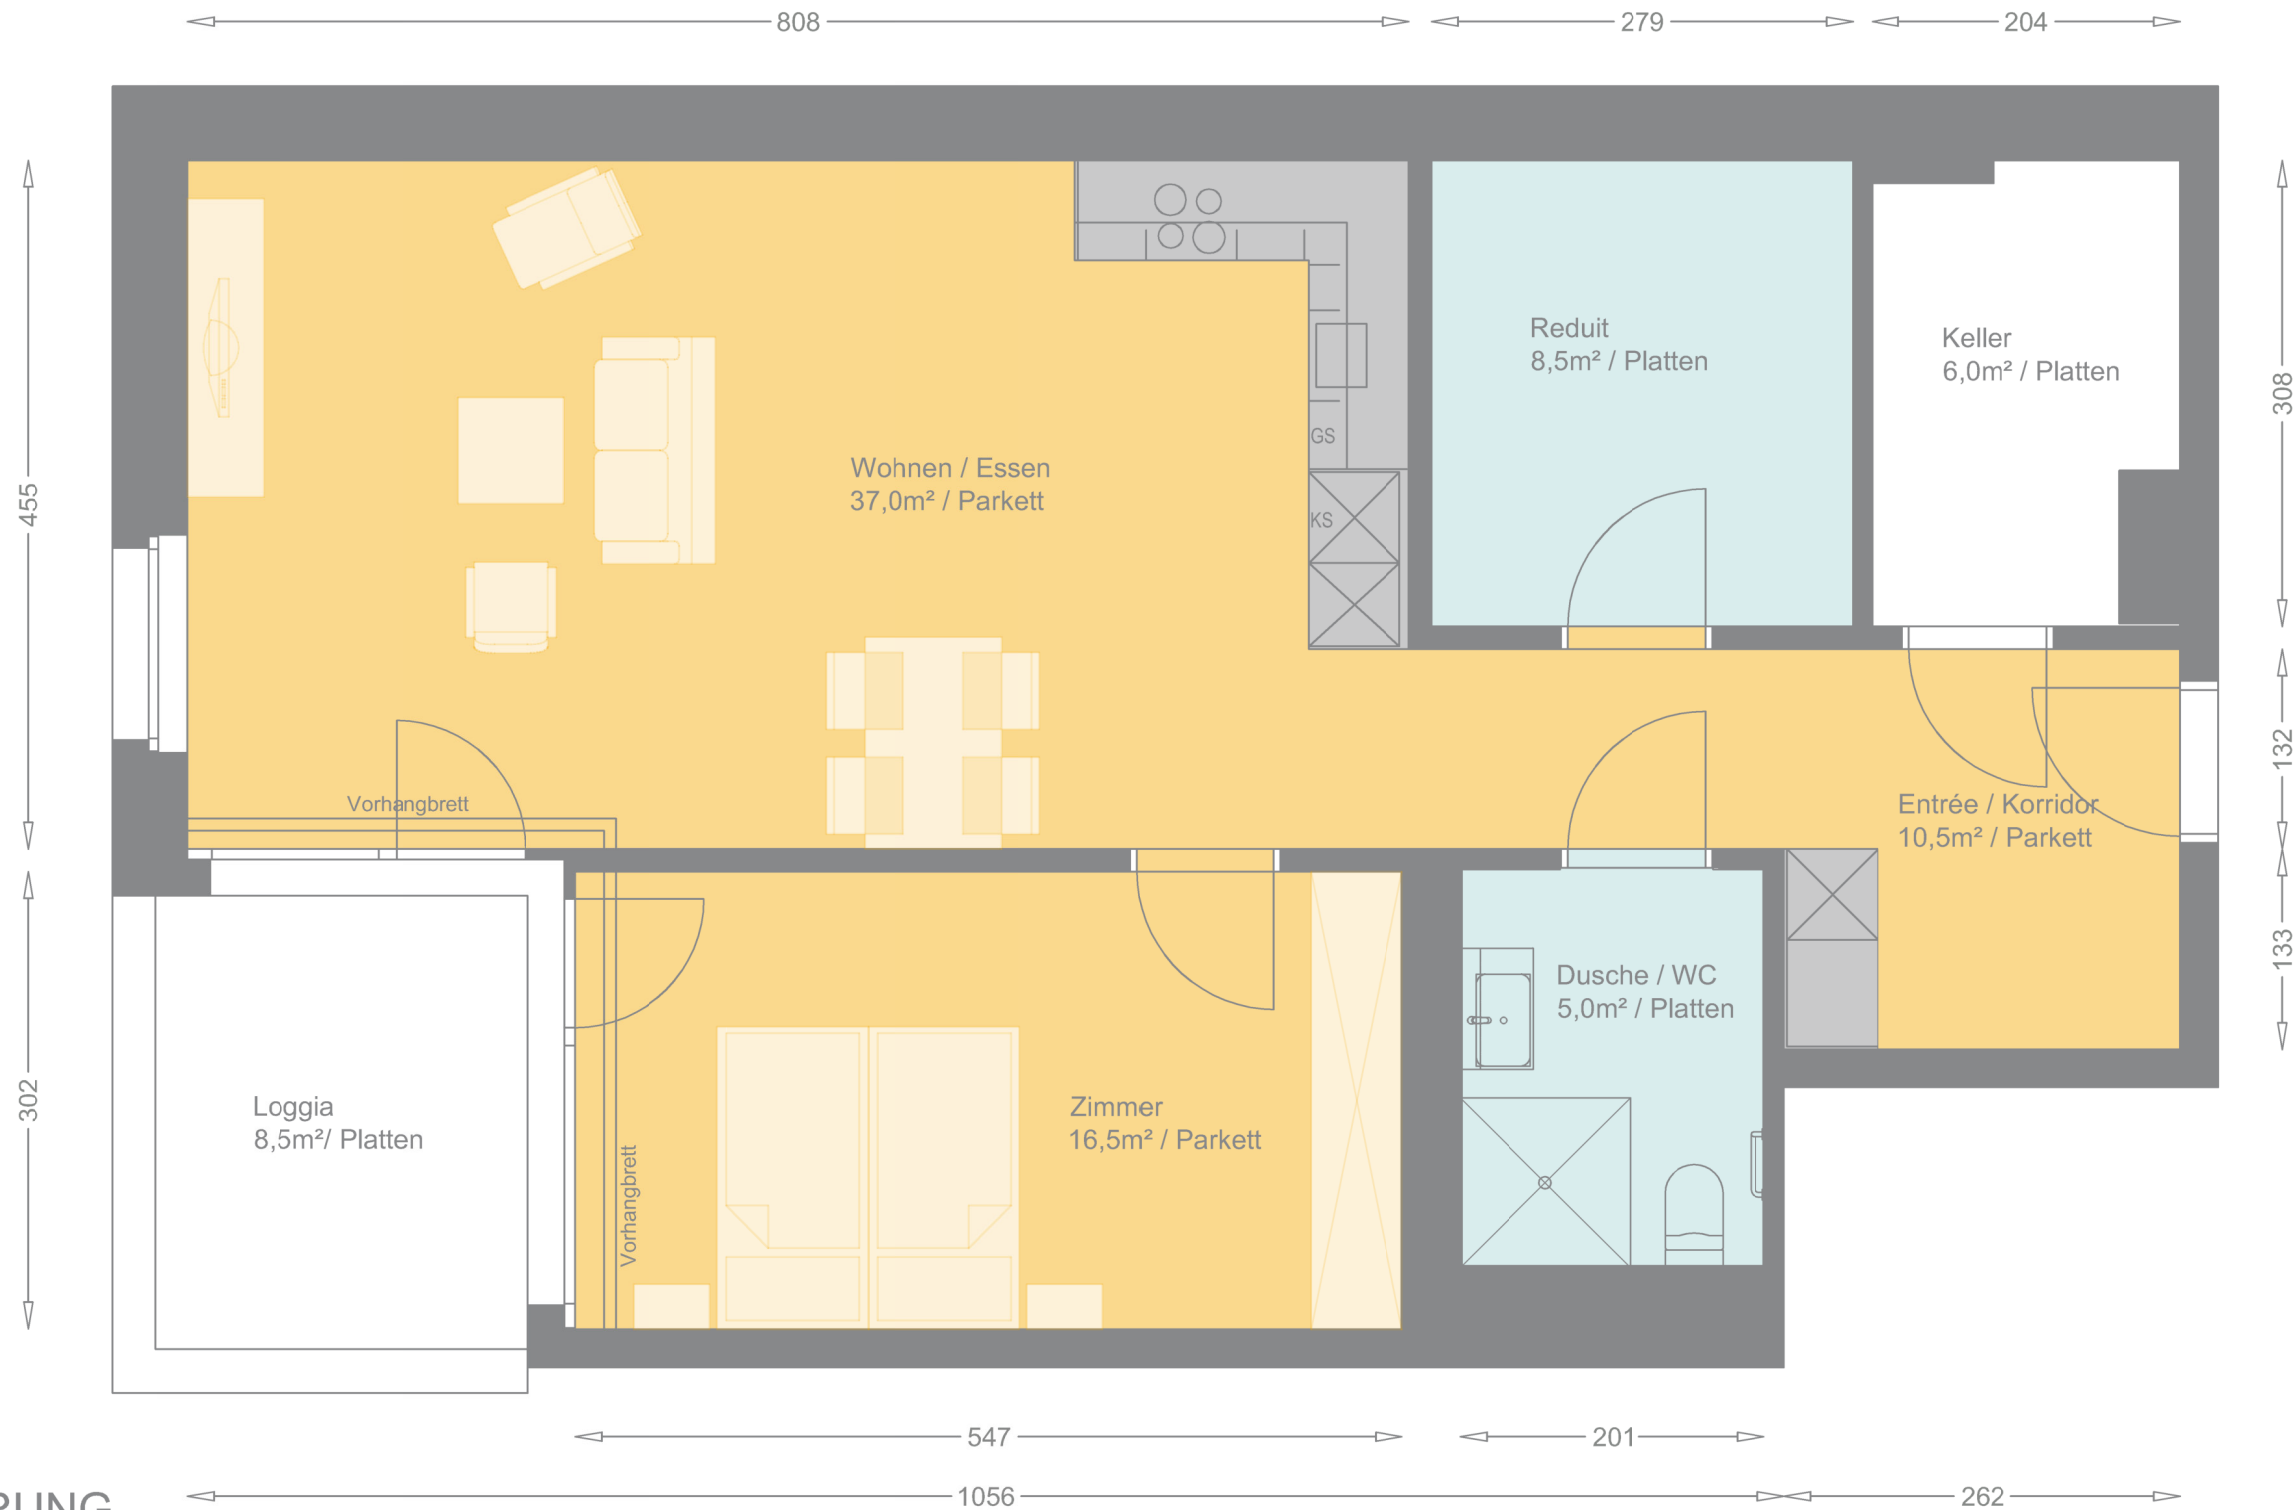 808
279
204
Reduit
8,5m² / Platten
Keller
6,0m² / Platten
308
455
Wohnen / Essen
37,0m² / Parkett
GS
KS
132
Vorhangbrett
Entrée / Korridor
10,5m² / Parkett
133
Dusche / WC
5,0m² / Platten
302
Loggia
8,5m²/ Platten
Zimmer
16,5m² / Parkett
Vorhangbrett
547
201
1056
262